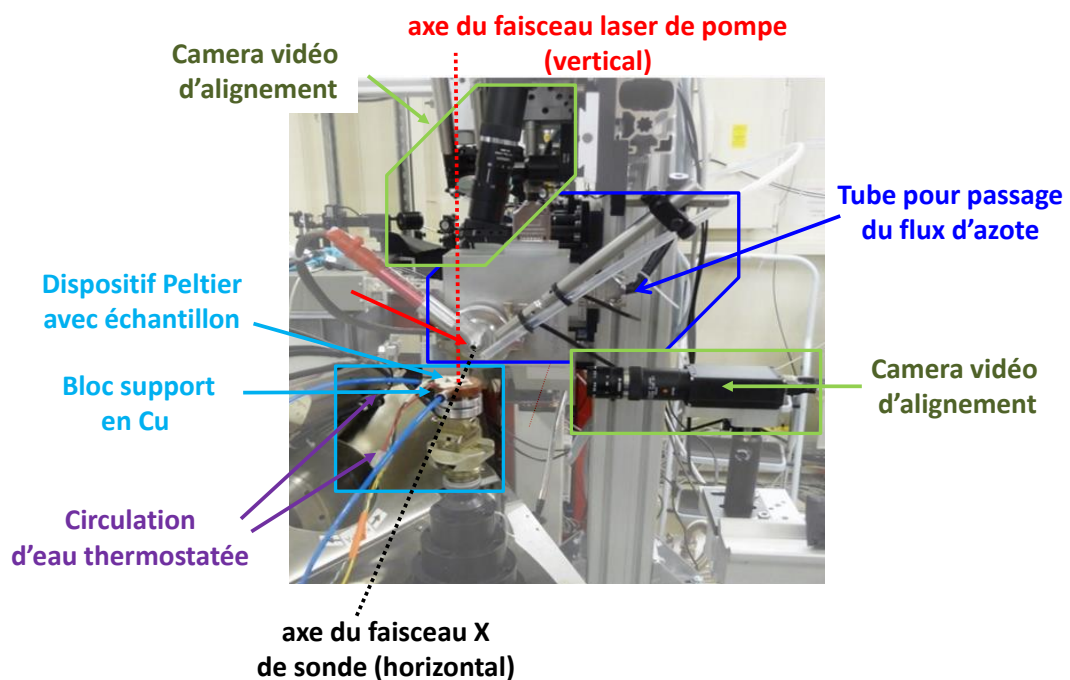 axe du faisceau laser de pompe
(vertical)
Camera vidéo
d'alignement
Tube pour passage
du flux d'azote
Dispositif Peltier
avec échantillon
Bloc support
en Cu
Camera vidéo
d'alignement
Circulation
d'eau thermostatée
axe du faisceau X
de sonde (horizontal)